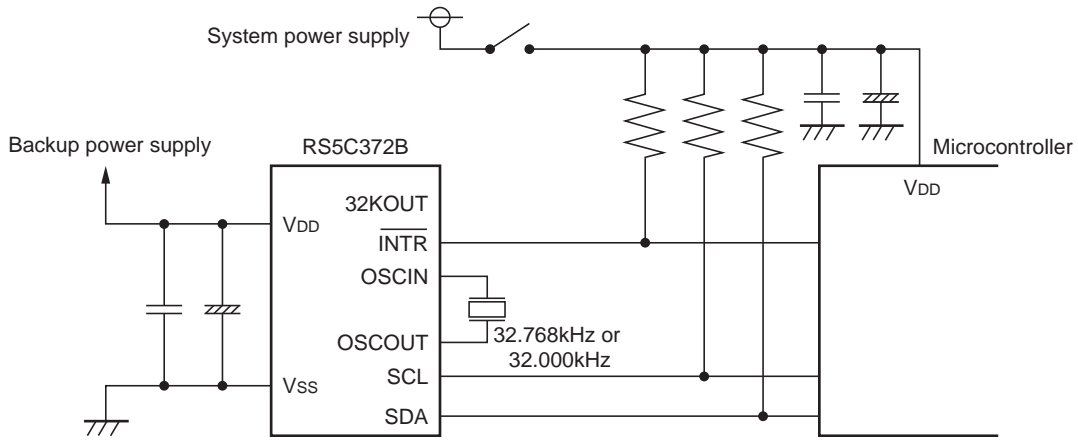 System power supply
Backup power supply
RS5C372B
Microcontroller
VDD
32KOUT
VDD
INTR
OSCIN
OSCOUT
32.768kHz or
32.000kHz
SCL
VSS
SDA